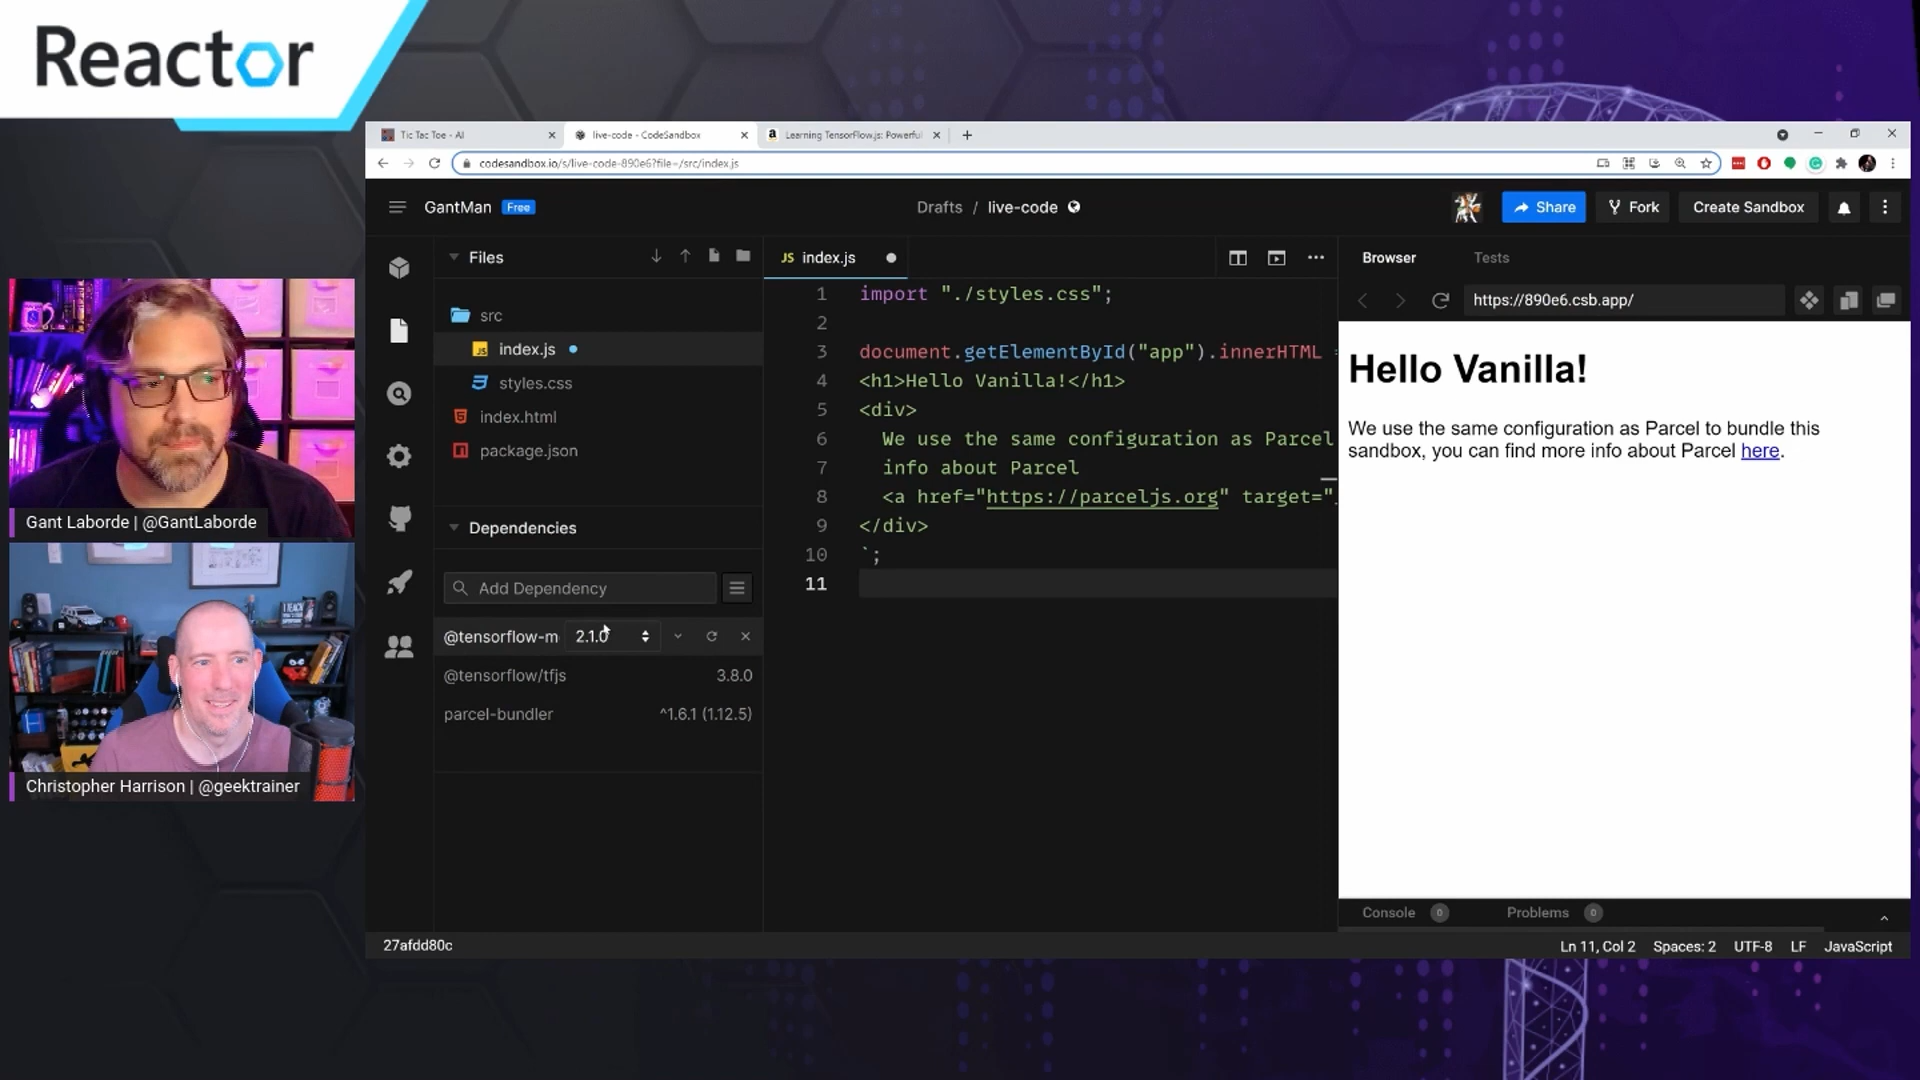 Reactor
Tic Tac Toe - AI
live-code - CodeSandbox
Learning TensorFlow.js: Powerful
codesandbox.io/s/live-code-890e6?file=/src/index.js
GantMan Free
Drafts / live-code
Share
Fork
Create Sandbox
Files
src
index.js
styles.css
index.html
package.json
Dependencies
Add Dependency
@tensorflow-m 2.1.0
@tensorflow/tfjs 3.8.0
parcel-bundler ^1.6.1 (1.12.5)
JS index.js
1 import "./styles.css";
2
3 document.getElementById("app").innerHTML =
4 <h1>Hello Vanilla!</h1>
5 <div>
6 We use the same configuration as Parcel
7 info about Parcel
8 <a href="https://parceljs.org" target="_
9 </div>
10 `;
11
Browser
Tests
https://890e6.csb.app/
Hello Vanilla!
We use the same configuration as Parcel to bundle this
sandbox, you can find more info about Parcel here.
Console 0
Problems 0
27afdd80c
Ln 11, Col 2 Spaces: 2 UTF-8 LF JavaScript
Gant Laborde | @GantLaborde
I TEACH
Christopher Harrison | @geektrainer